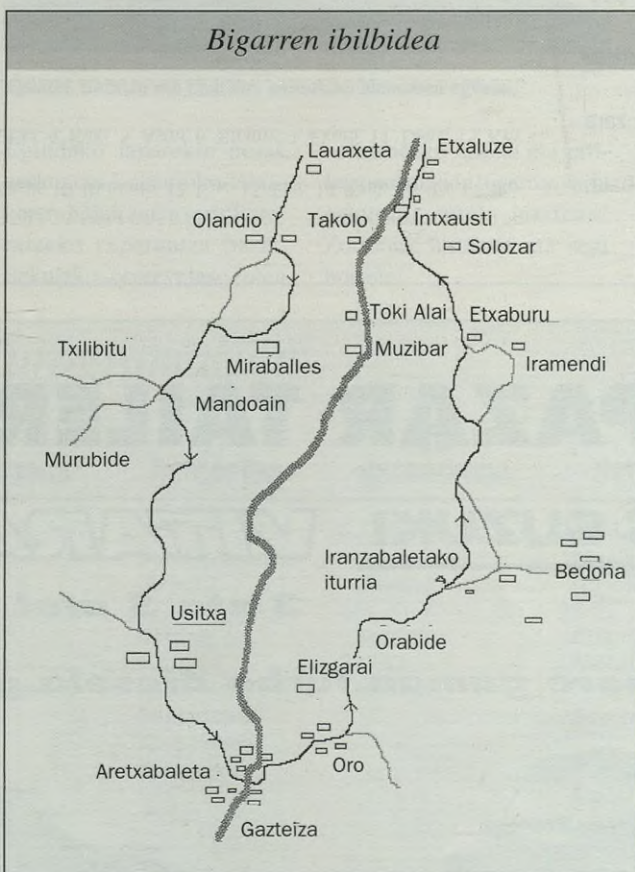 Bigarren ibilbidea
Lauaxeta
Etxaluze
Olandio
Takolo
Intxausti
Solozar
Toki Alai
Etxaburu
Txilibitu
Miraballes
Muzibar
Iramendi
Mandoain
Murubide
Iranzabaletako
iturria
Bedoña
Usitxa
Orabide
Elizgarai
Aretxabaleta
Oro
Gazteiza